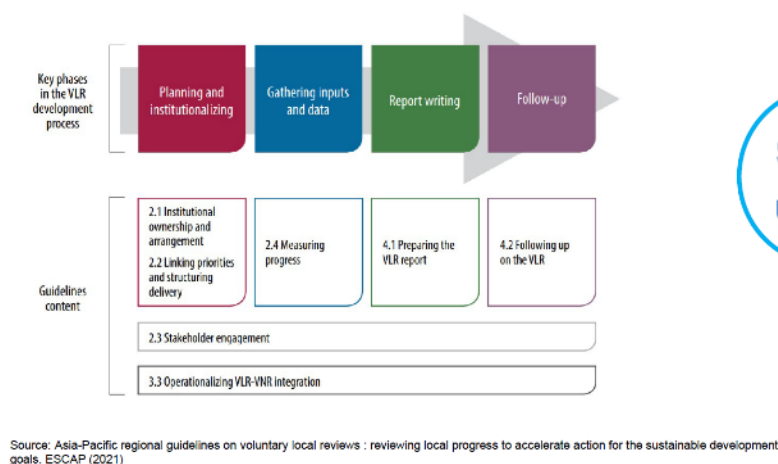 Key phases
in the VLR
development
process
Planning and
institutionalizing
Gathering inputs
and data
Report writing
Follow-up
Guidelines
content
2.1 Institutional
ownership and
arrangement
2.2 Linking priorities
and structuring
delivery
2.4 Measuring
progress
4.1 Preparing the
VLR report
4.2 Following up
on the VLR
2.3 Stakeholder engagement
3.3 Operationalizing VLR-VNR integration
Source: Asia-Pacific regional guidelines on voluntary local reviews : reviewing local progress to accelerate action for the sustainable development
goals. ESCAP (2021)